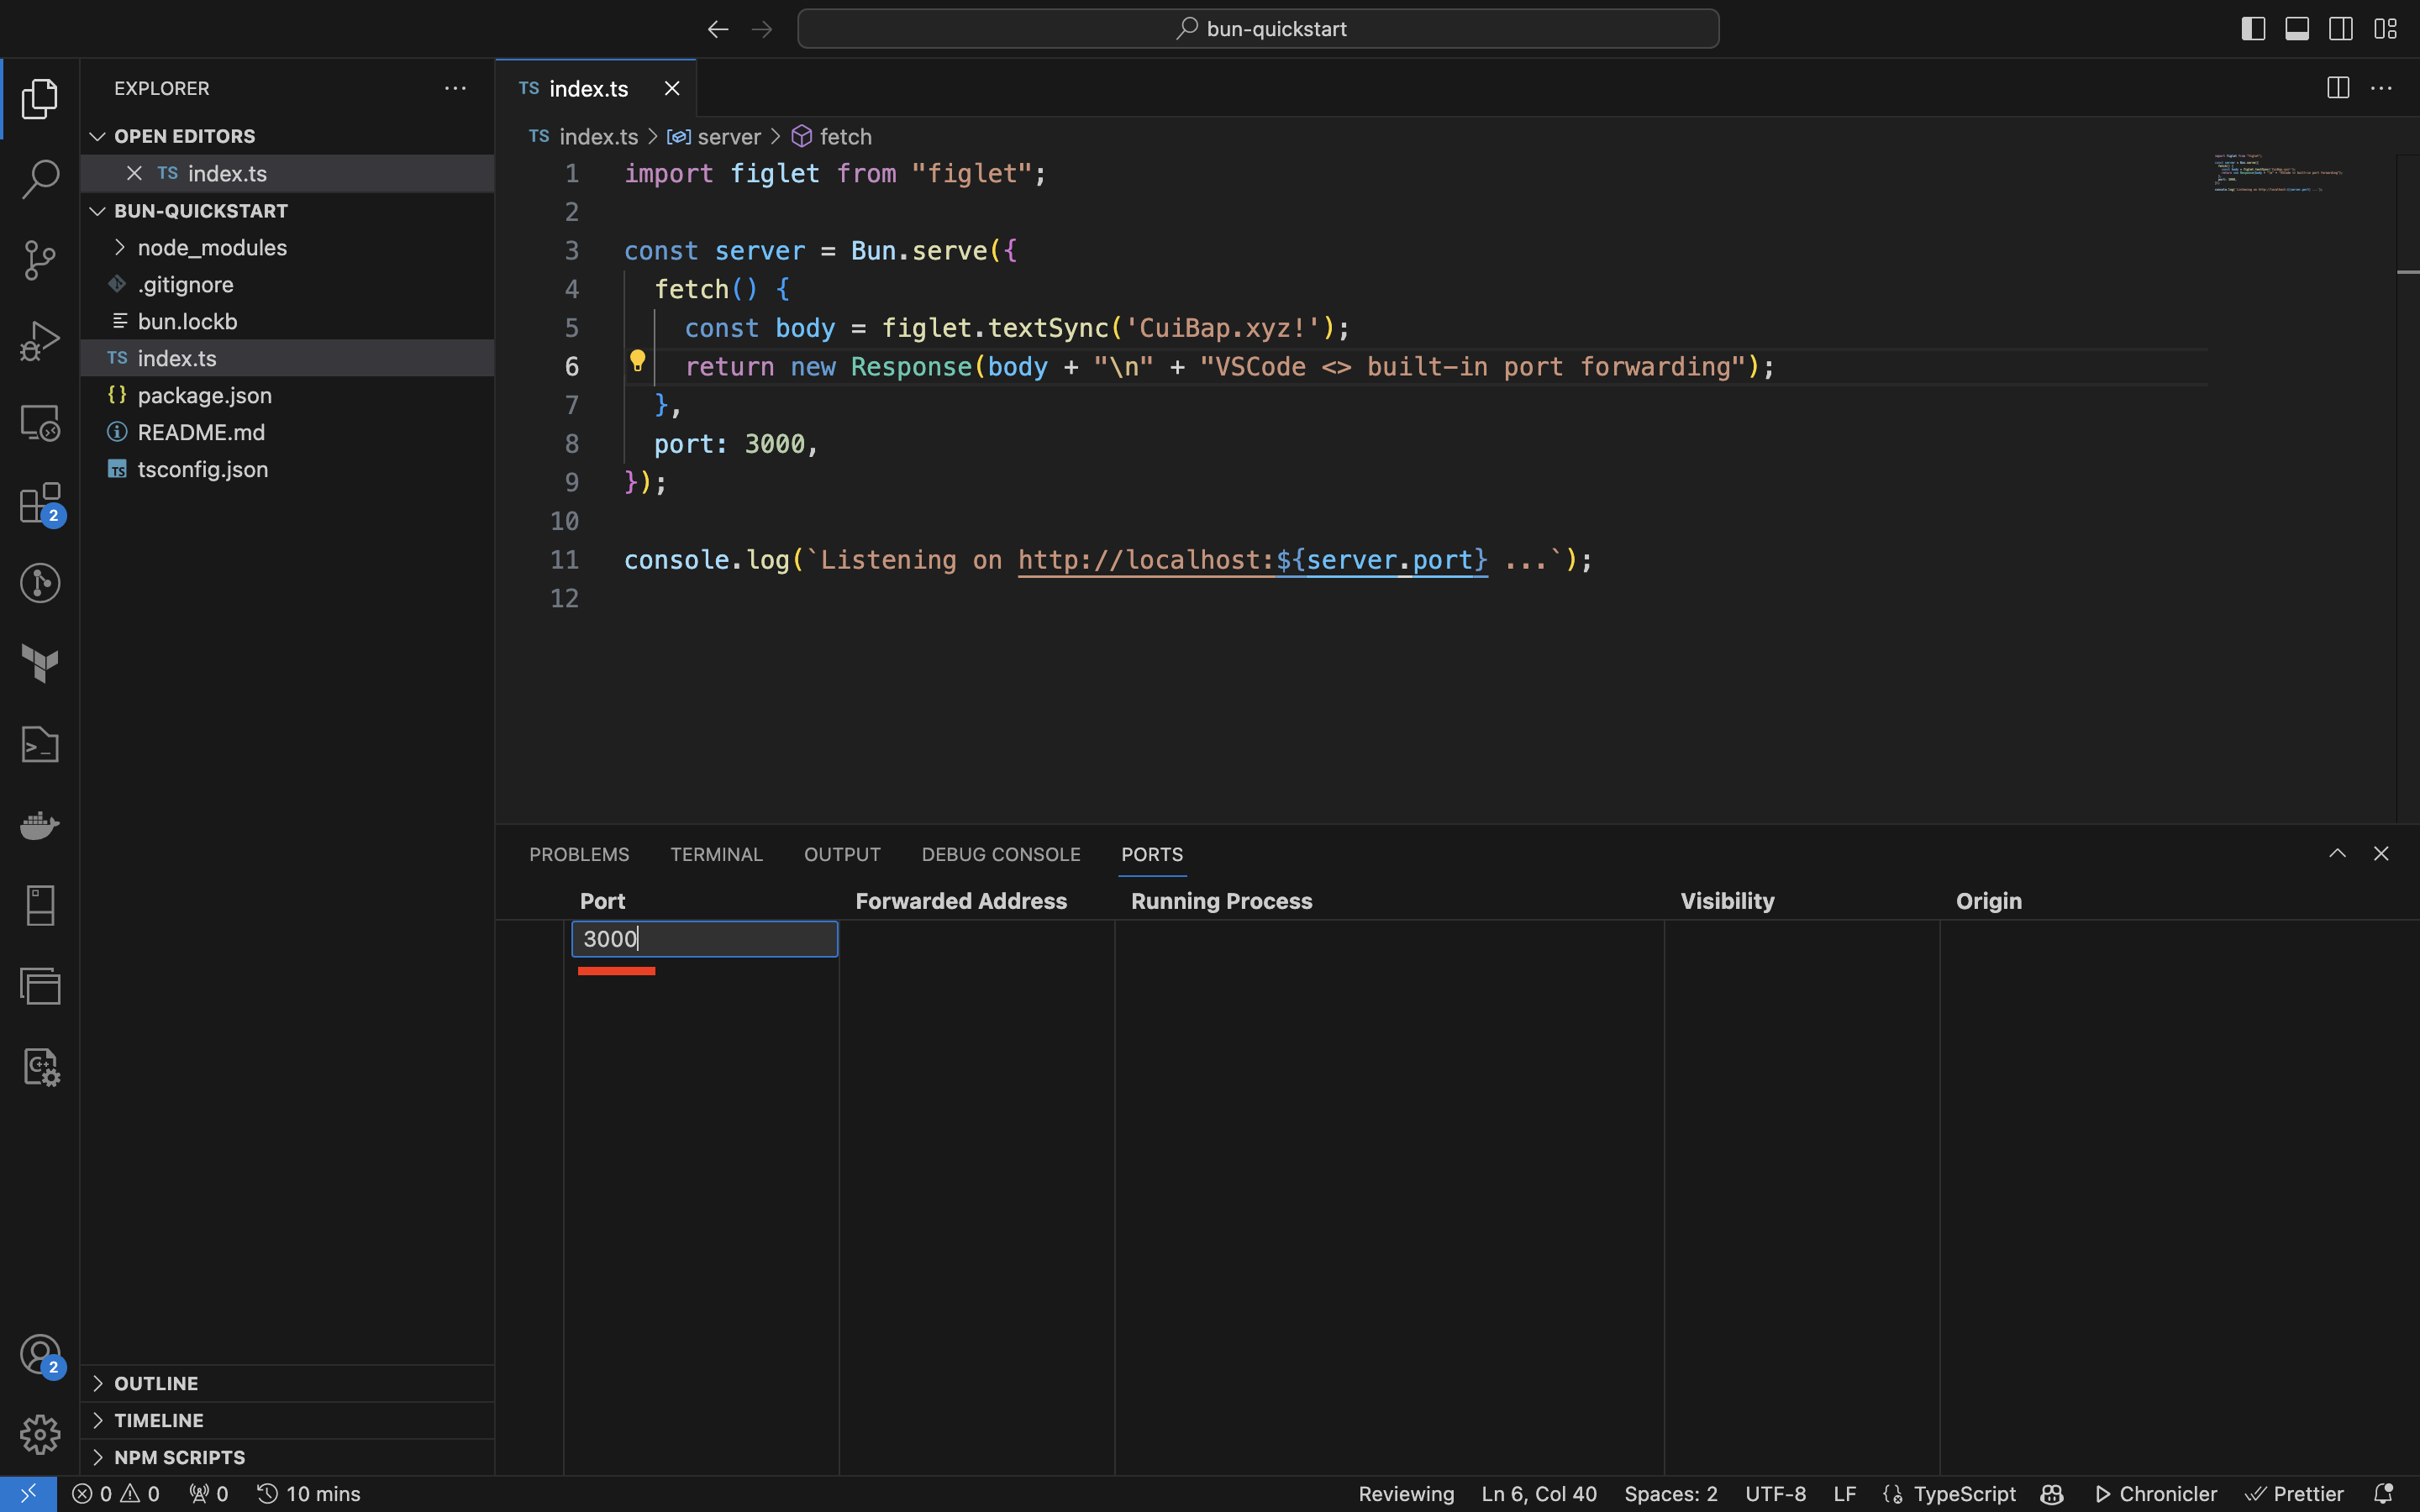 bun-quickstart
EXPLORER
OPEN EDITORS
TS index.ts
BUN-QUICKSTART
node_modules
.gitignore
bun.lockb
TS index.ts
{} package.json
README.md
TS tsconfig.json
OUTLINE
TIMELINE
NPM SCRIPTS
2
C++
2
TS index.ts
TS index.ts > server > fetch
1 import figlet from "figlet";
2
3 const server = Bun.serve({
4 fetch() {
5 const body = figlet.textSync('CuiBap.xyz!');
6 return new Response(body + "\n" + "VSCode <> built-in port forwarding");
7 },
8 port: 3000,
9 });
10
11 console.log(`Listening on http://localhost:${server.port} ...`);
12
PROBLEMS TERMINAL OUTPUT DEBUG CONSOLE PORTS
Port Forwarded Address Running Process Visibility Origin
3000
0 0 0 10 mins Reviewing Ln 6, Col 40 Spaces: 2 UTF-8 LF TypeScript Chronicler Prettier